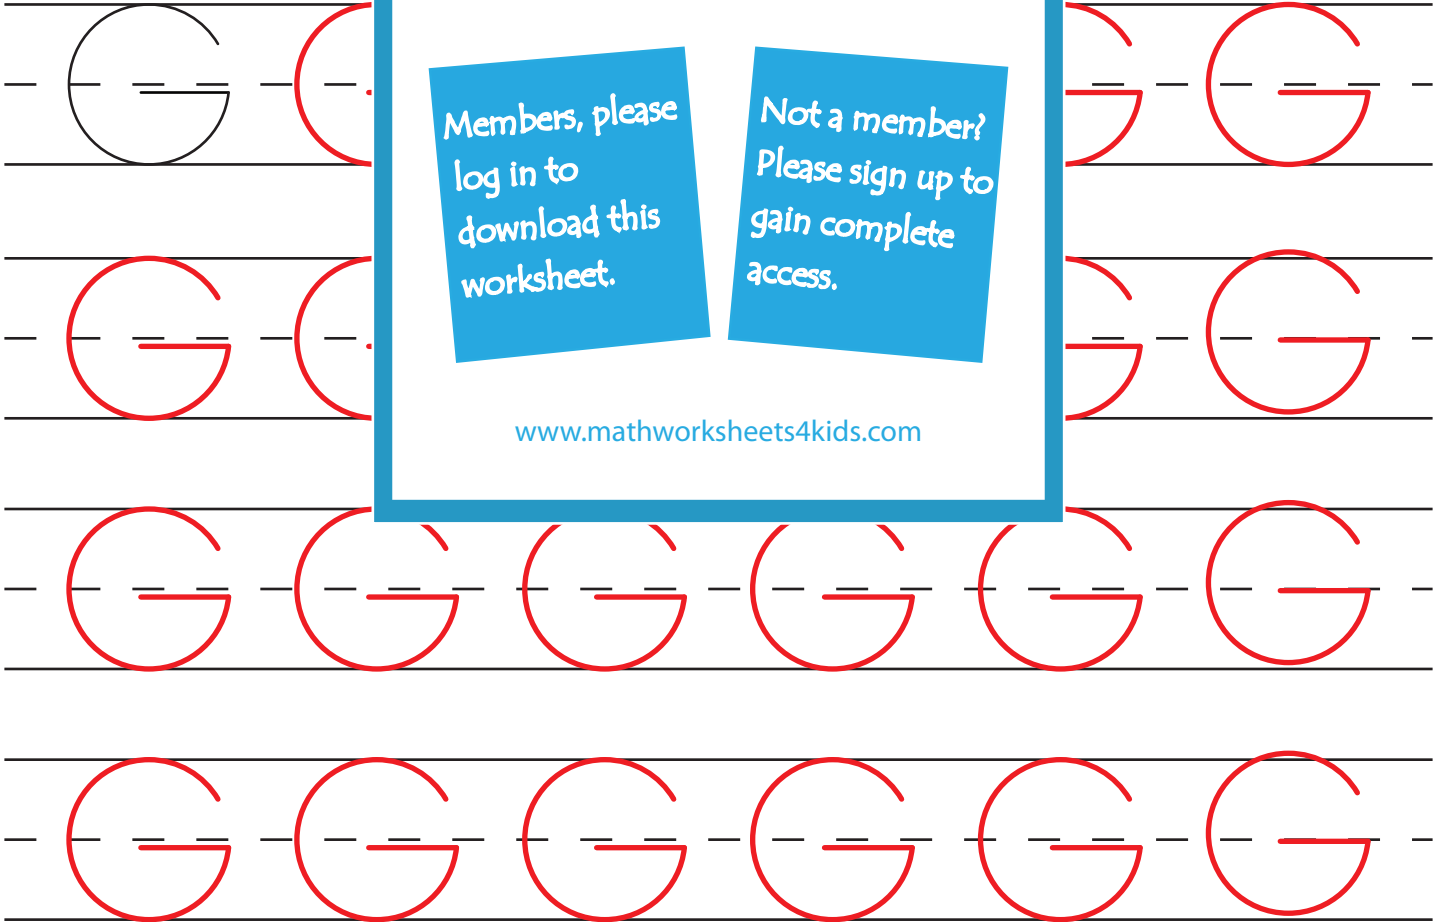 G G G G
Members, please
log in to
download this
worksheet.
Not a member?
Please sign up to
gain complete
access.
G G G G
www.mathworksheets4kids.com
G G G G G G
G G G G G G